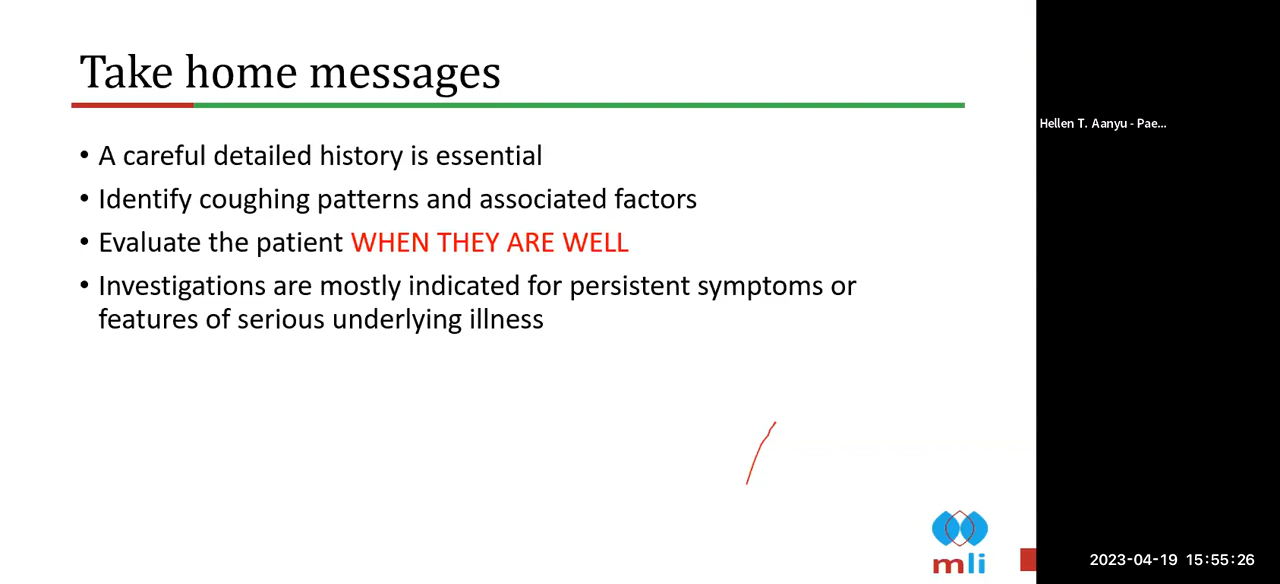 Take home messages
• A careful detailed history is essential
• Identify coughing patterns and associated factors
• Evaluate the patient WHEN THEY ARE WELL
• Investigations are mostly indicated for persistent symptoms or
features of serious underlying illness
mli
Hellen T. Aanyu - Pae...
2023-04-19 15:55:26